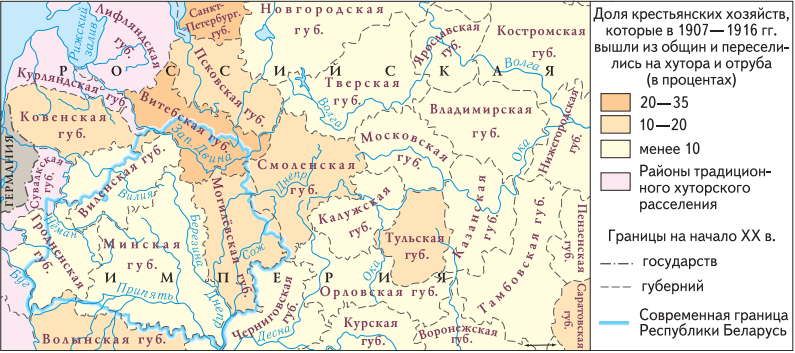 Рижский
залив
Лифляндская
губ.
Санкт-
Петербург.
губ.
Новгородская
губ.
Ярославская
губ.
Костромская
губ.
Волга
Курляндская
губ.
Р О С С И Й С К А Я
Псковская
губ.
Тверская
губ.
Волга
Витебская губ.
Владимирская
губ.
Нижегородская
губ.
Ковенская
губ.
Зап. Двина
Московская
губ.
Ока
ГЕРМАНИЯ
Сувалкская
губ.
Виленская губ.
Вилия
Смоленская
губ.
Днепр
Неман
Гродненская
губ.
Минская
губ.
Березина
Могилёвская
губ.
Сож
Калужская
губ.
Тульская
губ.
Казанская
губ.
Тамбовская губ.
Пензенская
губ.
Буг
И М П Е Р И Я
Припять
Днепр
Ока
Орловская губ.
Черниговская
губ.
Десна
Курская
губ.
Воронежская
губ.
Саратовская
губ.
Волынская губ.
Доля крестьянских хозяйств,
которые в 1907—1916 гг.
вышли из общин и пересели-
лись на хутора и отруба
(в процентах)
20—35
10—20
менее 10
Районы традицион-
ного хуторского
расселения
Границы на начало XX в.
государств
губерний
Современная граница
Республики Беларусь